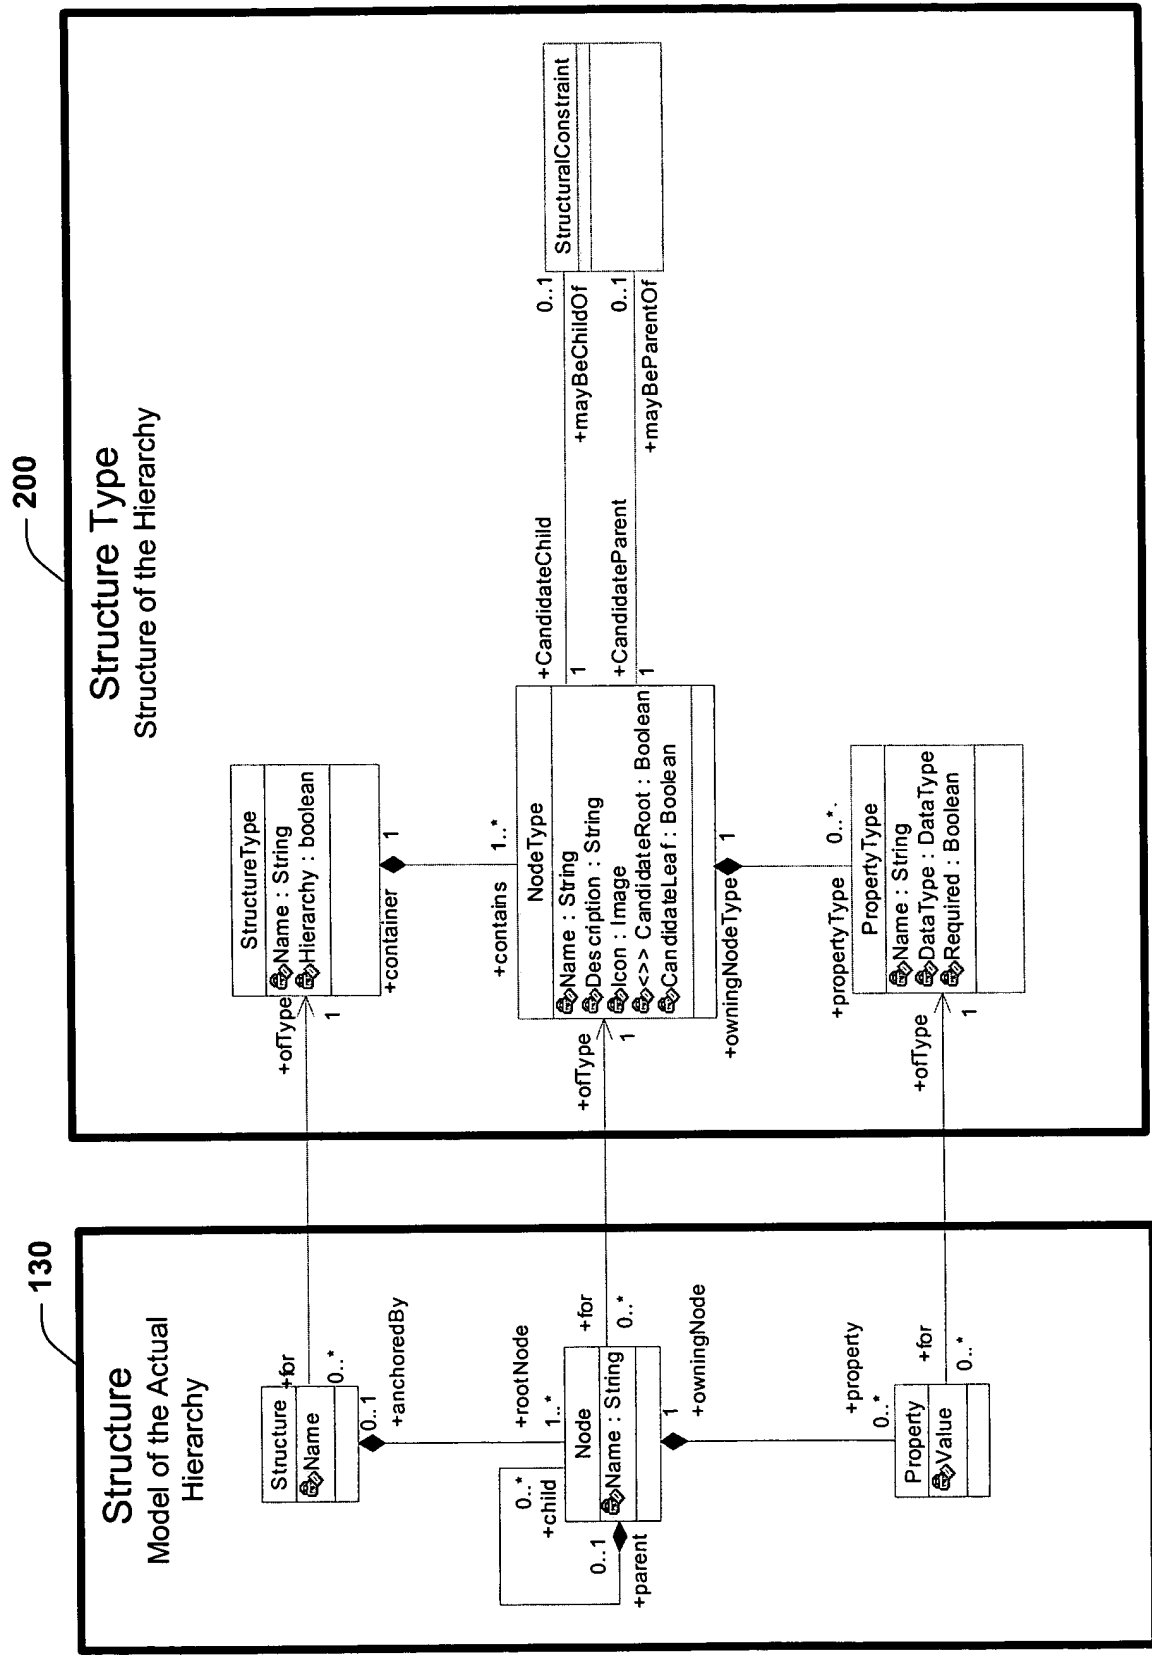 130
Structure
Model of the Actual
Hierarchy
Structure
Name
+for
0..*
0..1
+anchoredBy
+rootNode
1..*
0..*
+child
0..1
+parent
Node
Name : String
+for
0..*
1
+owningNode
+property
0..*
Property
Value
+for
0..*
200
Structure Type
Structure of the Hierarchy
+ofType
1
StructureType
Name : String
Hierarchy : boolean
1
+container
1..*
+contains
+ofType
1
NodeType
Name : String
Description : String
Icon : Image
<>> CandidateRoot : Boolean
CandidateLeaf : Boolean
+CandidateChild
1
+CandidateParent
1
0..1
+mayBeChildOf
0..1
+mayBeParentOf
StructuralConstraint
1
+owningNodeType
0..*.
+propertyType
+ofType
1
PropertyType
Name : String
DataType : DataType
Required : Boolean